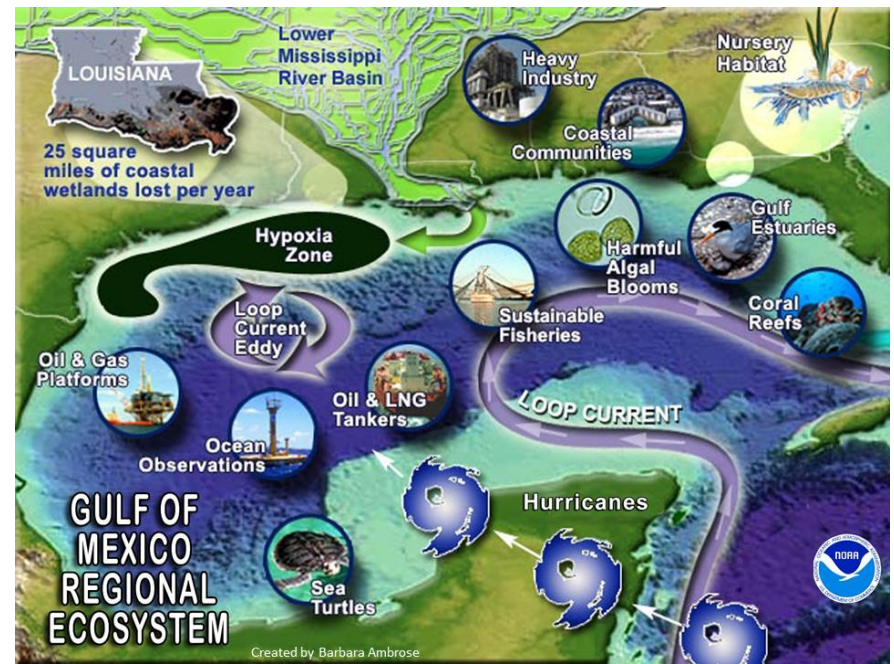 Lower
Mississippi
River Basin
LOUISIANA
25 square
miles of coastal
wetlands lost per year
Heavy
Industry
Nursery
Habitat
Coastal
Communities
Hypoxia
Zone
Gulf
Estuaries
Harmful
Algal
Blooms
Loop
Current
Eddy
Sustainable
Fisheries
Coral
Reefs
Oil & Gas
Platforms
Oil & LNG
Tankers
LOOP CURRENT
Ocean
Observations
Hurricanes
GULF OF
MEXICO
REGIONAL
ECOSYSTEM
Sea
Turtles
NOAA
Created by Barbara Ambrose